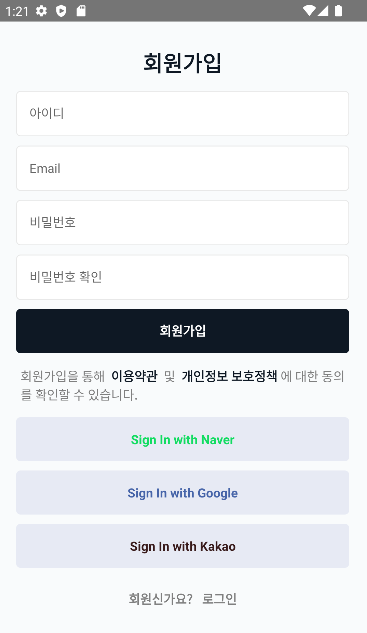 1:21
회원가입
아이디
Email
비밀번호
비밀번호 확인
회원가입
회원가입을 통해 이용약관 및 개인정보 보호정책 에 대한 동의
를 확인할 수 있습니다.
Sign In with Naver
Sign In with Google
Sign In with Kakao
회원신가요? 로그인